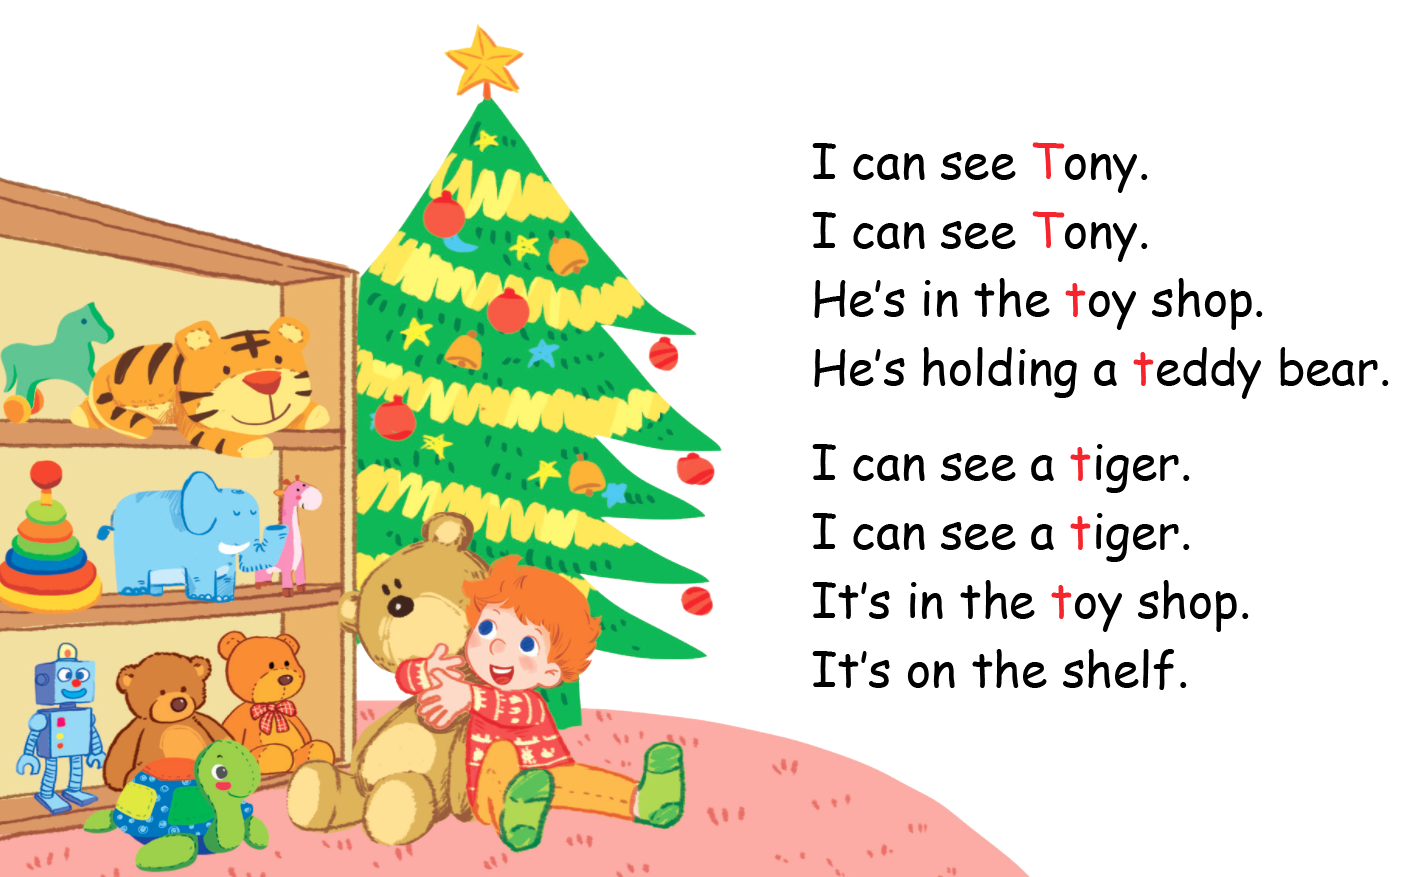 I can see Tony.
I can see Tony.
He's in the toy shop.
He's holding a teddy bear.
I can see a tiger.
I can see a tiger.
It's in the toy shop.
It's on the shelf.